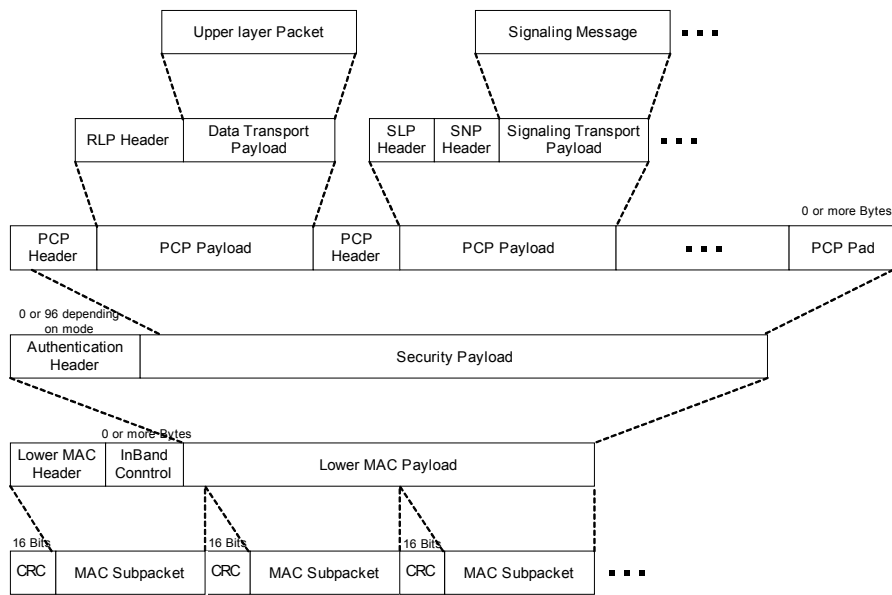 Upper layer Packet
Signaling Message
RLP Header
Data Transport
Payload
SLP
Header
SNP
Header
Signaling Transport
Payload
0 or more Bytes
PCP
Header
PCP Payload
PCP
Header
PCP Payload
PCP Pad
0 or 96 depending
on mode
Authentication
Header
Security Payload
0 or more Bytes
Lower MAC
Header
InBand
Conntrol
Lower MAC Payload
16 Bits
16 Bits
16 Bits
CRC
MAC Subpacket
CRC
MAC Subpacket
CRC
MAC Subpacket